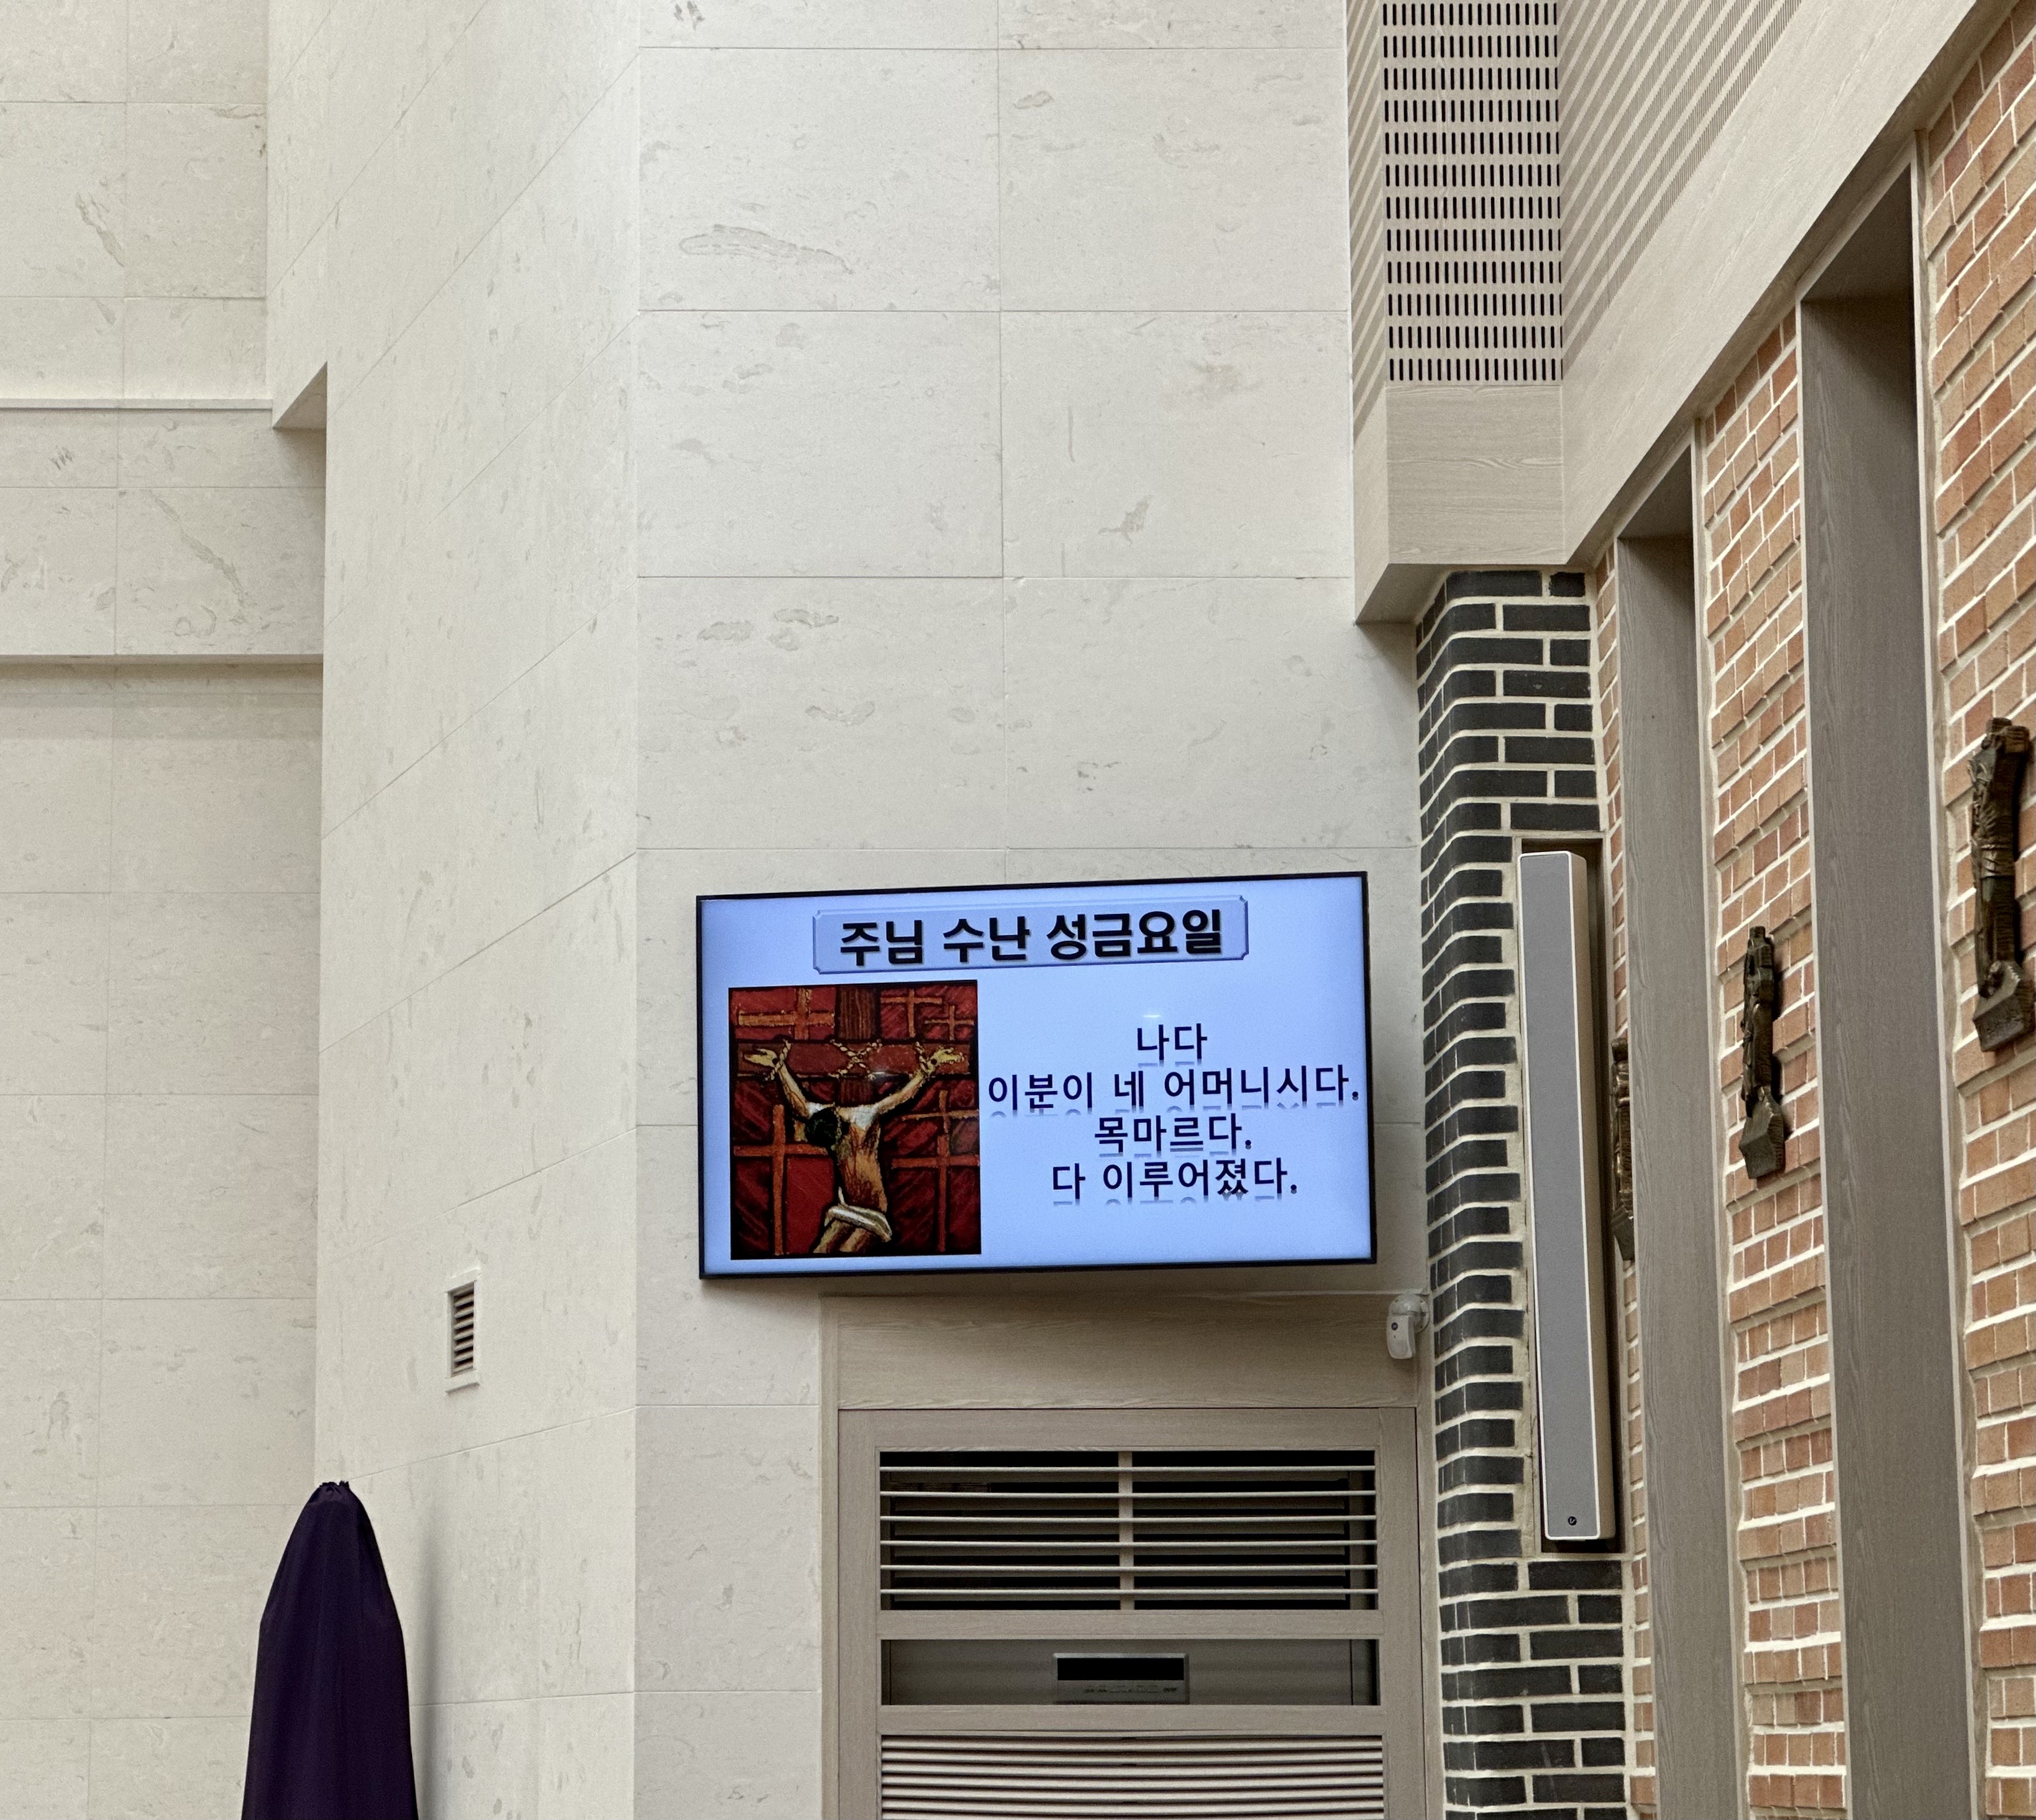 주님 수난 성금요일
나다
이분이 네 어머니시다.
목마르다.
다 이루어졌다.